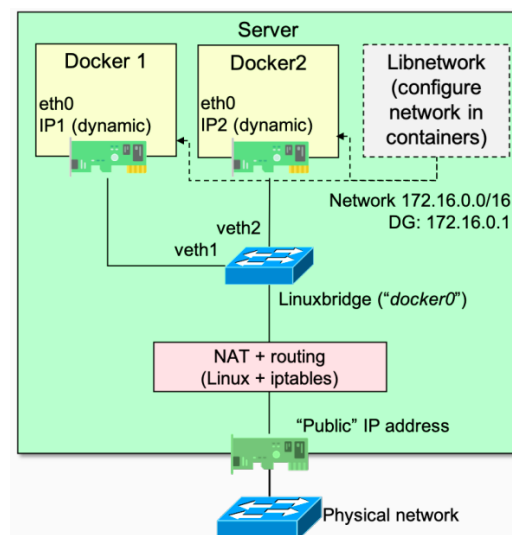 Server
Docker 1
eth0
IP1 (dynamic)
Docker2
eth0
IP2 (dynamic)
Libnetwork
(configure
network in
containers)
Network 172.16.0.0/16
DG: 172.16.0.1
veth2
veth1
Linuxbridge (“docker0”)
NAT + routing
(Linux + iptables)
“Public” IP address
Physical network